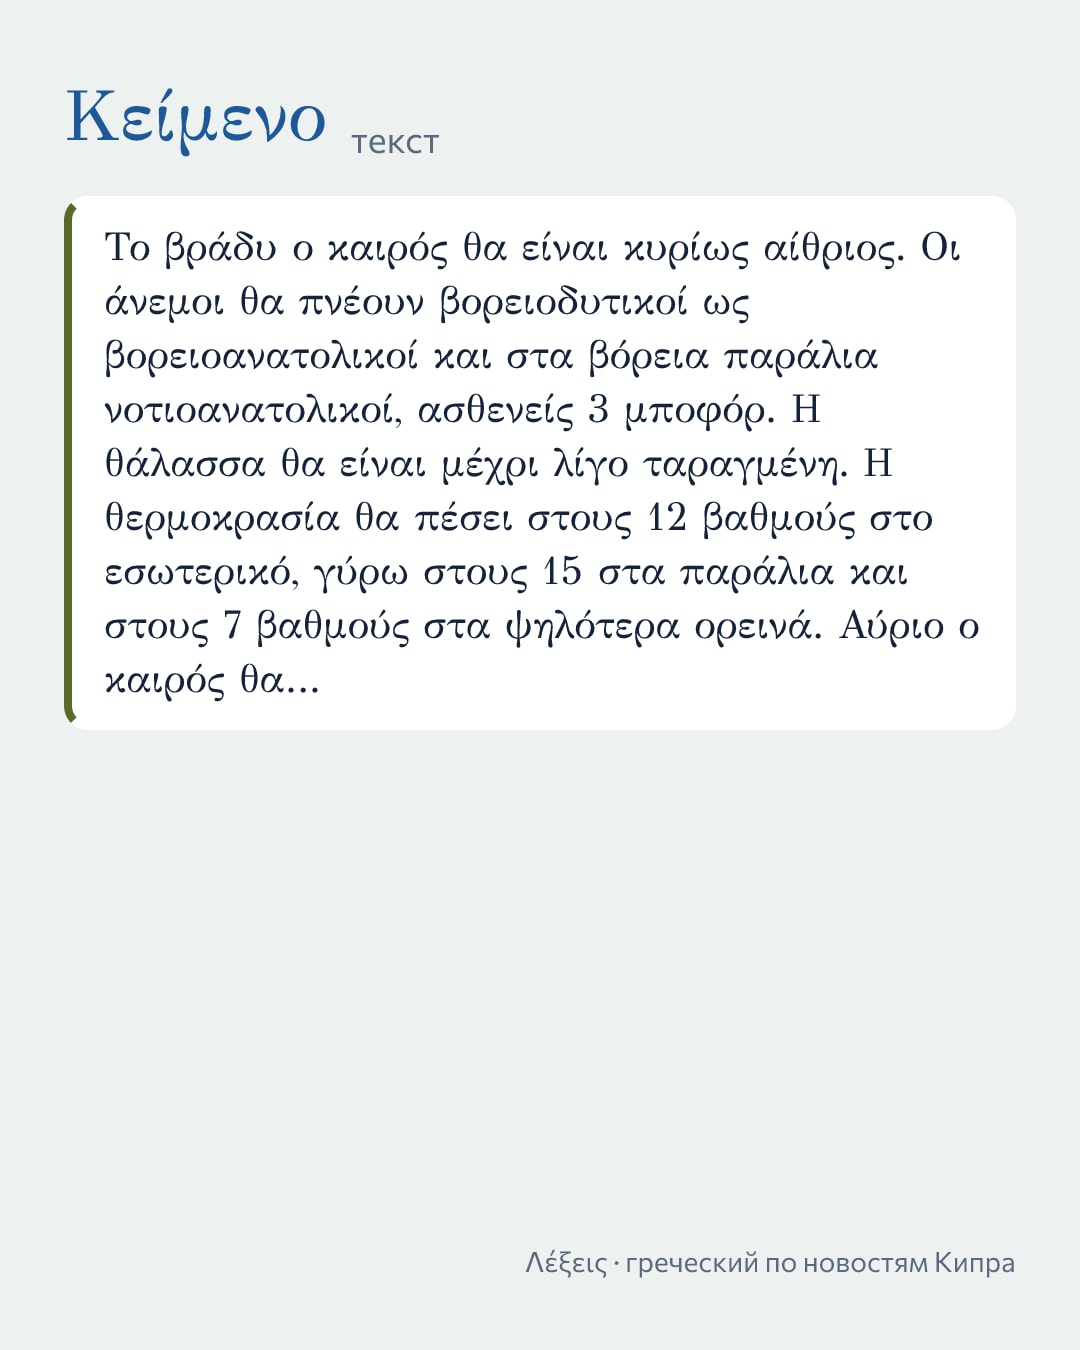 Κείμενο текст
Το βράδυ ο καιρός θα είναι κυρίως αίθριος. Οι
άνεμοι θα πνέουν βορειοδυτικοί ως
βορειοανατολικοί και στα βόρεια παράλια
νοτιοανατολικοί, ασθενείς 3 μποφόρ. Η
θάλασσα θα είναι μέχρι λίγο ταραγμένη. Η
θερμοκρασία θα πέσει στους 12 βαθμούς στο
εσωτερικό, γύρω στους 15 στα παράλια και
στους 7 βαθμούς στα ψηλότερα ορεινά. Αύριο ο
καιρός θα...
Λέξεις · греческий по новостям Кипра